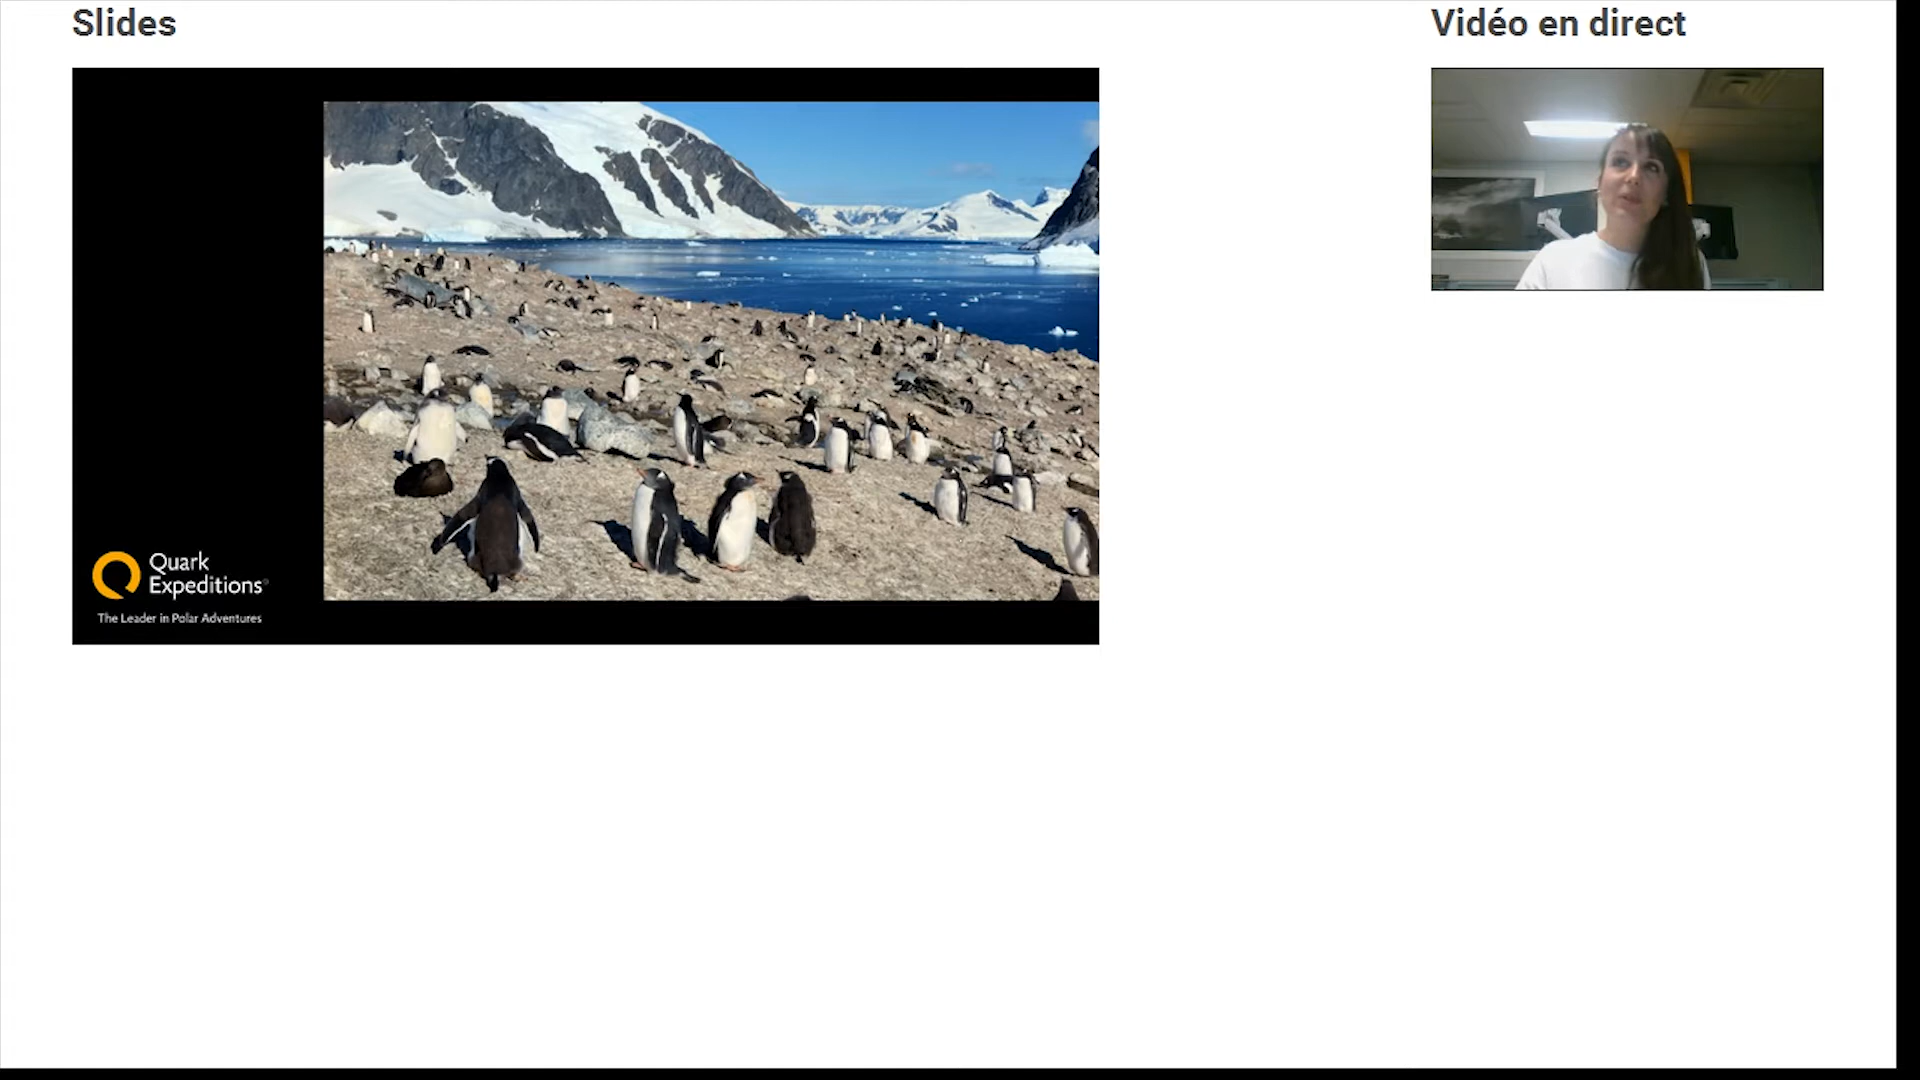 Slides
Vidéo en direct
Quark
Expeditions®
The Leader in Polar Adventures